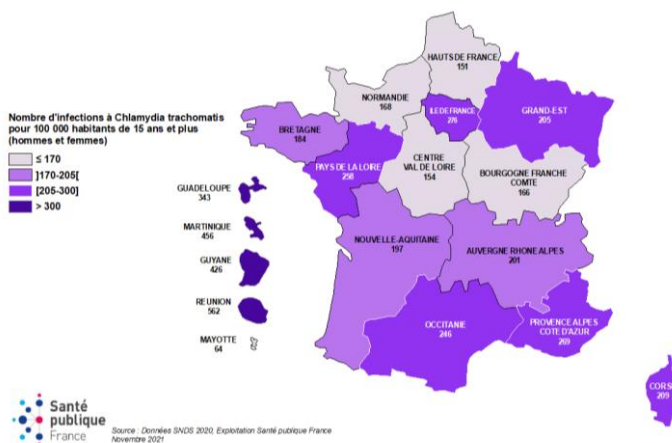 HAUTS DE FRANCE
151
NORMANDIE
168
ILE DE FRANCE
276
GRAND-EST
205
Nombre d'infections à Chlamydia trachomatis
pour 100 000 habitants de 15 ans et plus
(hommes et femmes)
≤ 170
]170-205[
[205-300]
> 300
BRETAGNE
184
PAYS DE LA LOIRE
258
CENTRE
VAL DE LOIRE
154
BOURGOGNE FRANCHE
COMTE
166
GUADELOUPE
343
MARTINIQUE
456
GUYANE
426
REUNION
562
MAYOTTE
64
NOUVELLE-AQUITAINE
197
AUVERGNE RHONE ALPES
201
OCCITANIE
246
PROVENCE ALPES
COTE D'AZUR
269
CORS
209
Santé
publique
France
Source : Données SNDS 2020, Exploitation Santé publique France
Novembre 2021